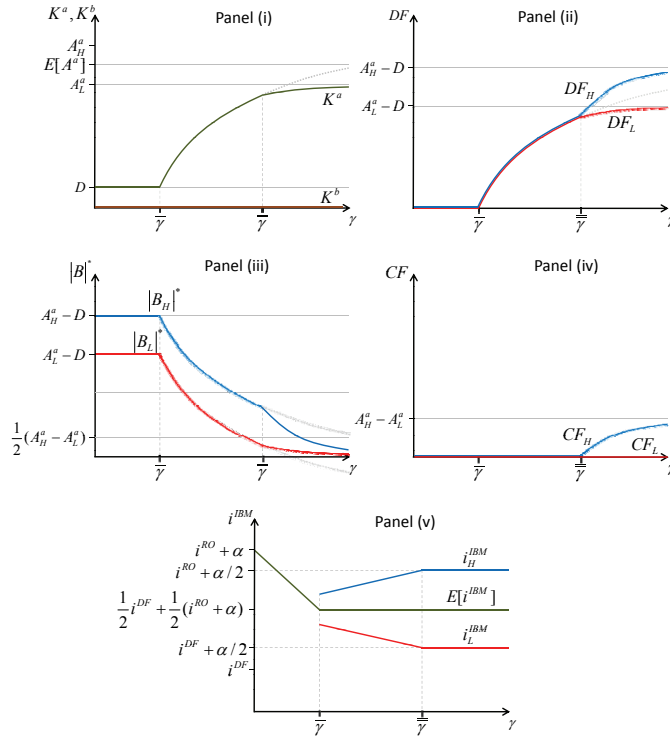 K^a, K^b
Panel (i)
A_H^a
E[A^a]
A_L^a
K^a
D
K^b
γ̅
γ̿
γ
DF
Panel (ii)
A_H^a − D
DF_H
A_L^a − D
DF_L
γ̅
γ̿
γ
|B|^*
Panel (iii)
|B_H|^*
A_H^a − D
|B_L|^*
A_L^a − D
1/2 (A_H^a − A_L^a)
γ̅
γ̿
γ
CF
Panel (iv)
A_H^a − A_L^a
CF_H
CF_L
γ̅
γ̿
γ
i^{IBM}
Panel (v)
i^{RO} + α
i_H^{IBM}
i^{RO} + α/2
E[i^{IBM}]
1/2 i^{DF} + 1/2 (i^{RO} + α)
i_L^{IBM}
i^{DF} + α/2
i^{DF}
γ̅
γ̿
γ